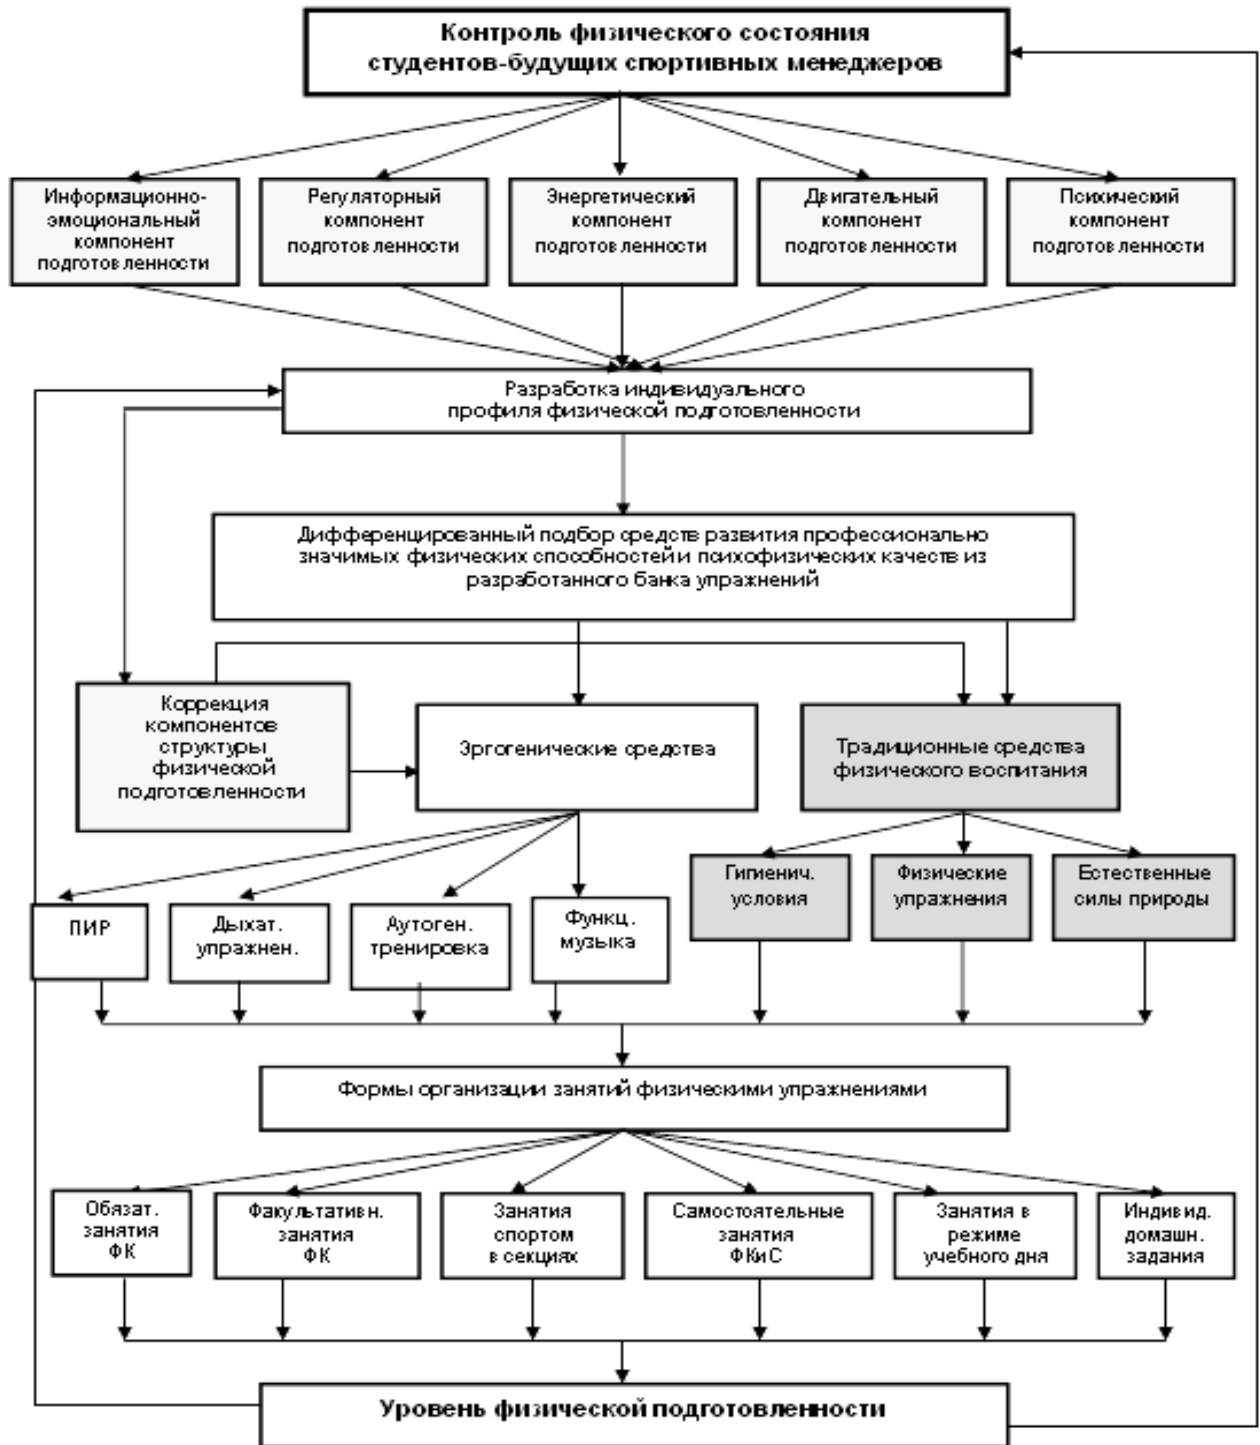 Контроль физического состояния
студентов-будущих спортивных менеджеров
Информационно-
эмоциональный
компонент
подготовленности
Регуляторный
компонент
подготовленности
Энергетический
компонент
подготовленности
Двигательный
компонент
подготовленности
Психический
компонент
подготовленности
Разработка индивидуального
профиля физической подготовленности
Дифференцированный подбор средств развития профессионально
значимых физических способностей и психофизических качеств из
разработанного банка упражнений
Коррекция
компонентов
структуры
физической
подготовленности
Эргогенические средства
Традиционные средства
физического воспитания
ПИР
Дыхат.
упражнен.
Аутоген.
тренировка
Функц.
музыка
Гигиенич.
условия
Физические
упражнения
Естественные
силы природы
Формы организации занятий физическими упражнениями
Обязат.
занятия
ФК
Факультативн.
занятия
ФК
Занятия
спортом
в секциях
Самостоятельные
занятия
ФКиС
Занятия в
режиме
учебного дня
Индивид.
домашн.
задания
Уровень физической подготовленности